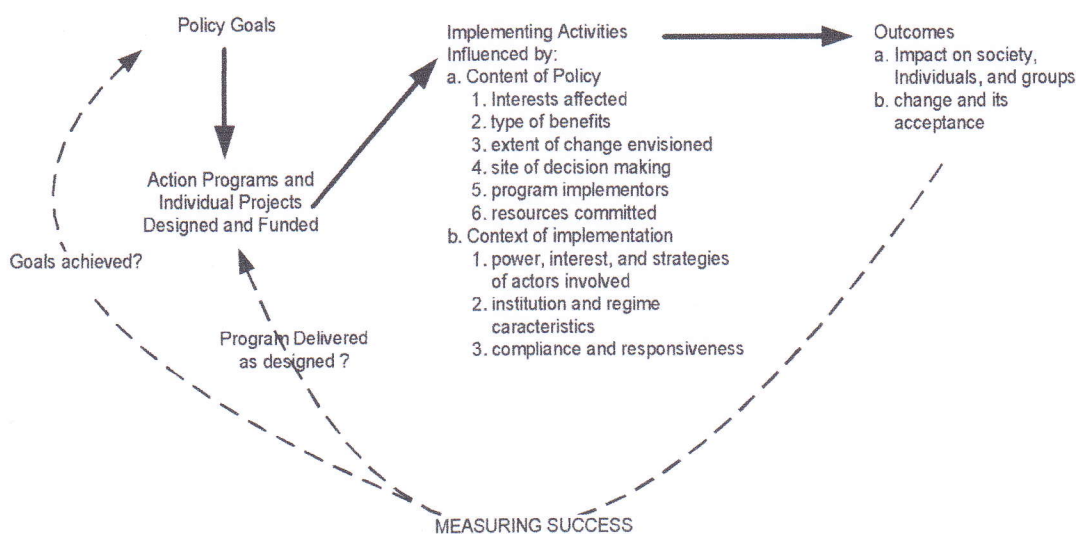 Policy Goals
Action Programs and
Individual Projects
Designed and Funded
Goals achieved?
Program Delivered
as designed ?
Implementing Activities
Influenced by:
a. Content of Policy
1. Interests affected
2. type of benefits
3. extent of change envisioned
4. site of decision making
5. program implementors
6. resources committed
b. Context of implementation
1. power, interest, and strategies
of actors involved
2. institution and regime
caracteristics
3. compliance and responsiveness
Outcomes
a. Impact on society,
Individuals, and groups
b. change and its
acceptance
MEASURING SUCCESS